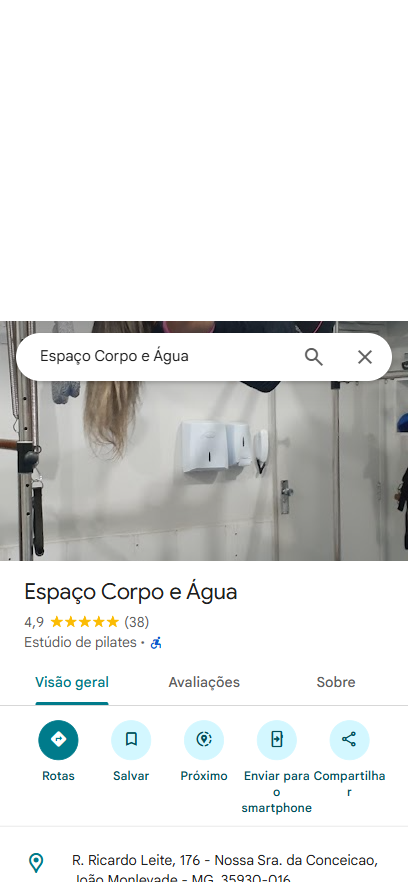 Espaço Corpo e Água
Espaço Corpo e Água
4,9 (38)
Estúdio de pilates ·
Visão geral Avaliações Sobre
Rotas Salvar Próximo Enviar para o smartphone Compartilhar
R. Ricardo Leite, 176 - Nossa Sra. da Conceicao,
João Monlevade - MG, 35930-016